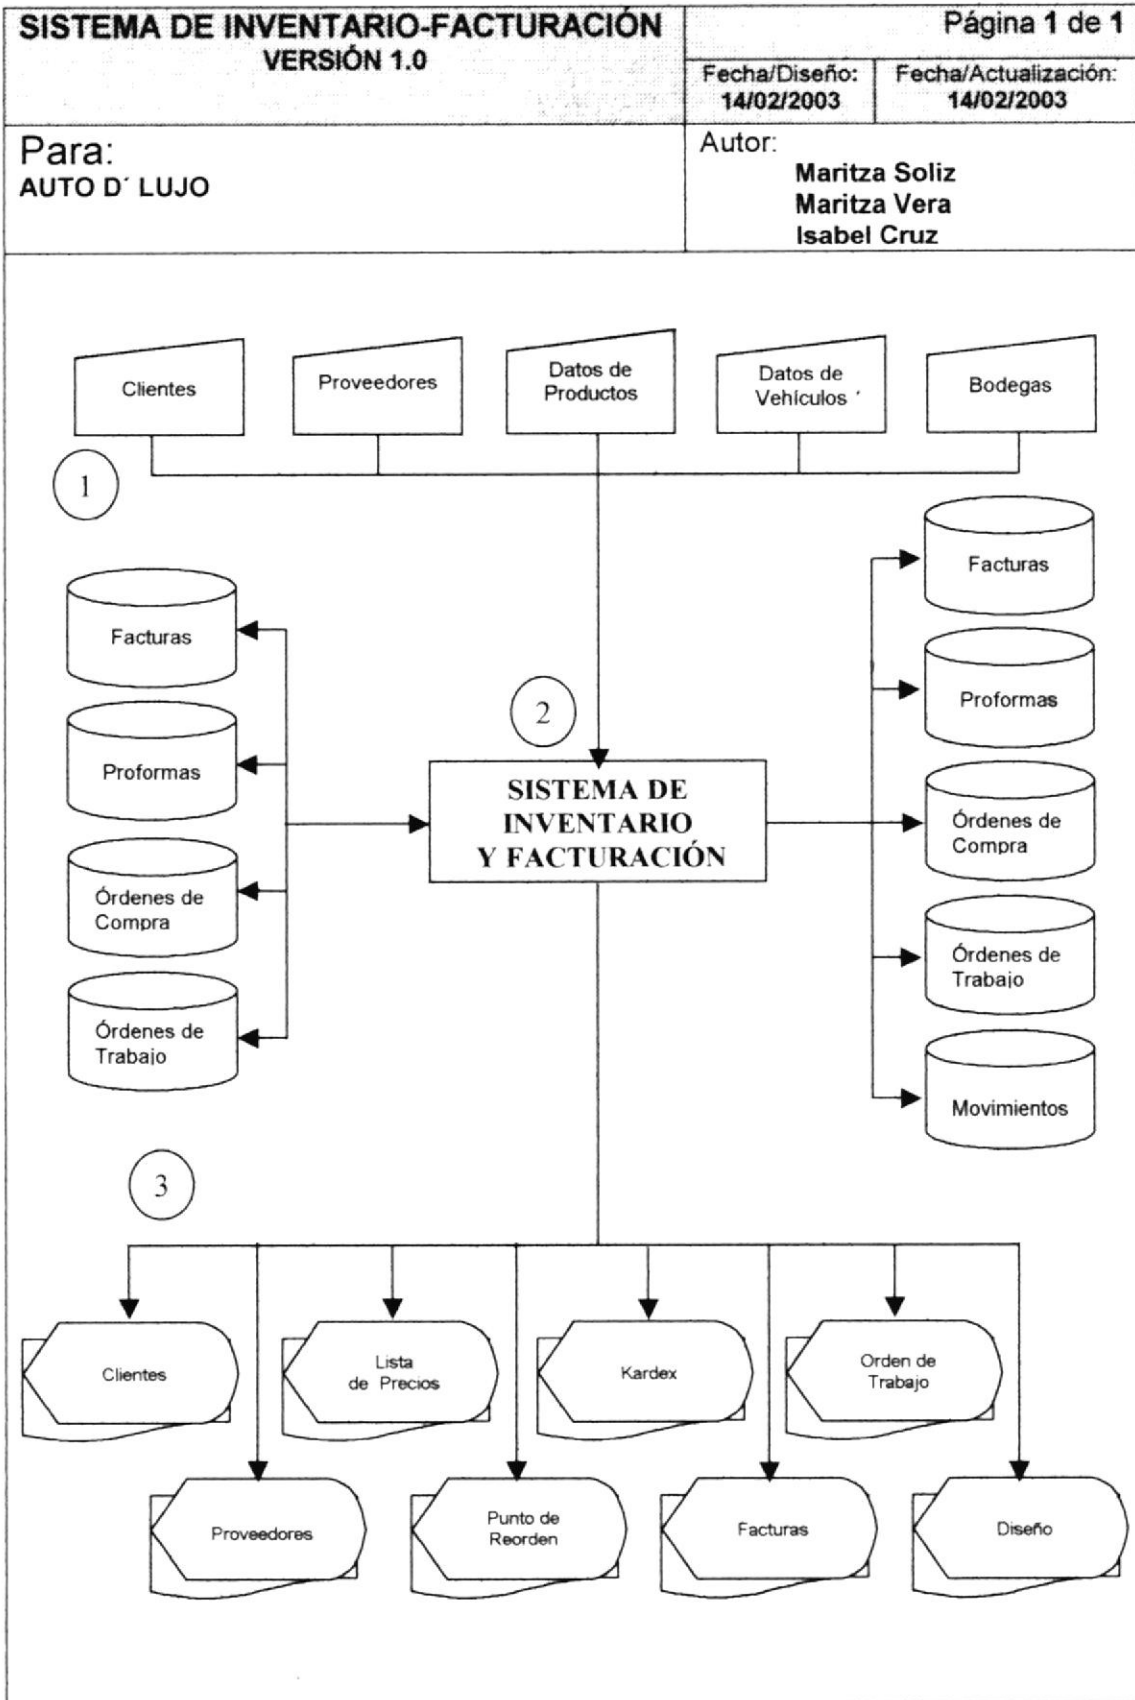 SISTEMA DE INVENTARIO-FACTURACIÓN
VERSIÓN 1.0
Página 1 de 1
Fecha/Diseño:
14/02/2003
Fecha/Actualización:
14/02/2003
Para:
AUTO D´ LUJO
Autor:
Maritza Soliz
Maritza Vera
Isabel Cruz
Clientes
Proveedores
Datos de
Productos
Datos de
Vehículos
Bodegas
1
Facturas
Proformas
Órdenes de
Compra
Órdenes de
Trabajo
2
SISTEMA DE
INVENTARIO
Y FACTURACIÓN
Facturas
Proformas
Órdenes de
Compra
Órdenes de
Trabajo
Movimientos
3
Clientes
Lista
de Precios
Kardex
Orden de
Trabajo
Proveedores
Punto de
Reorden
Facturas
Diseño